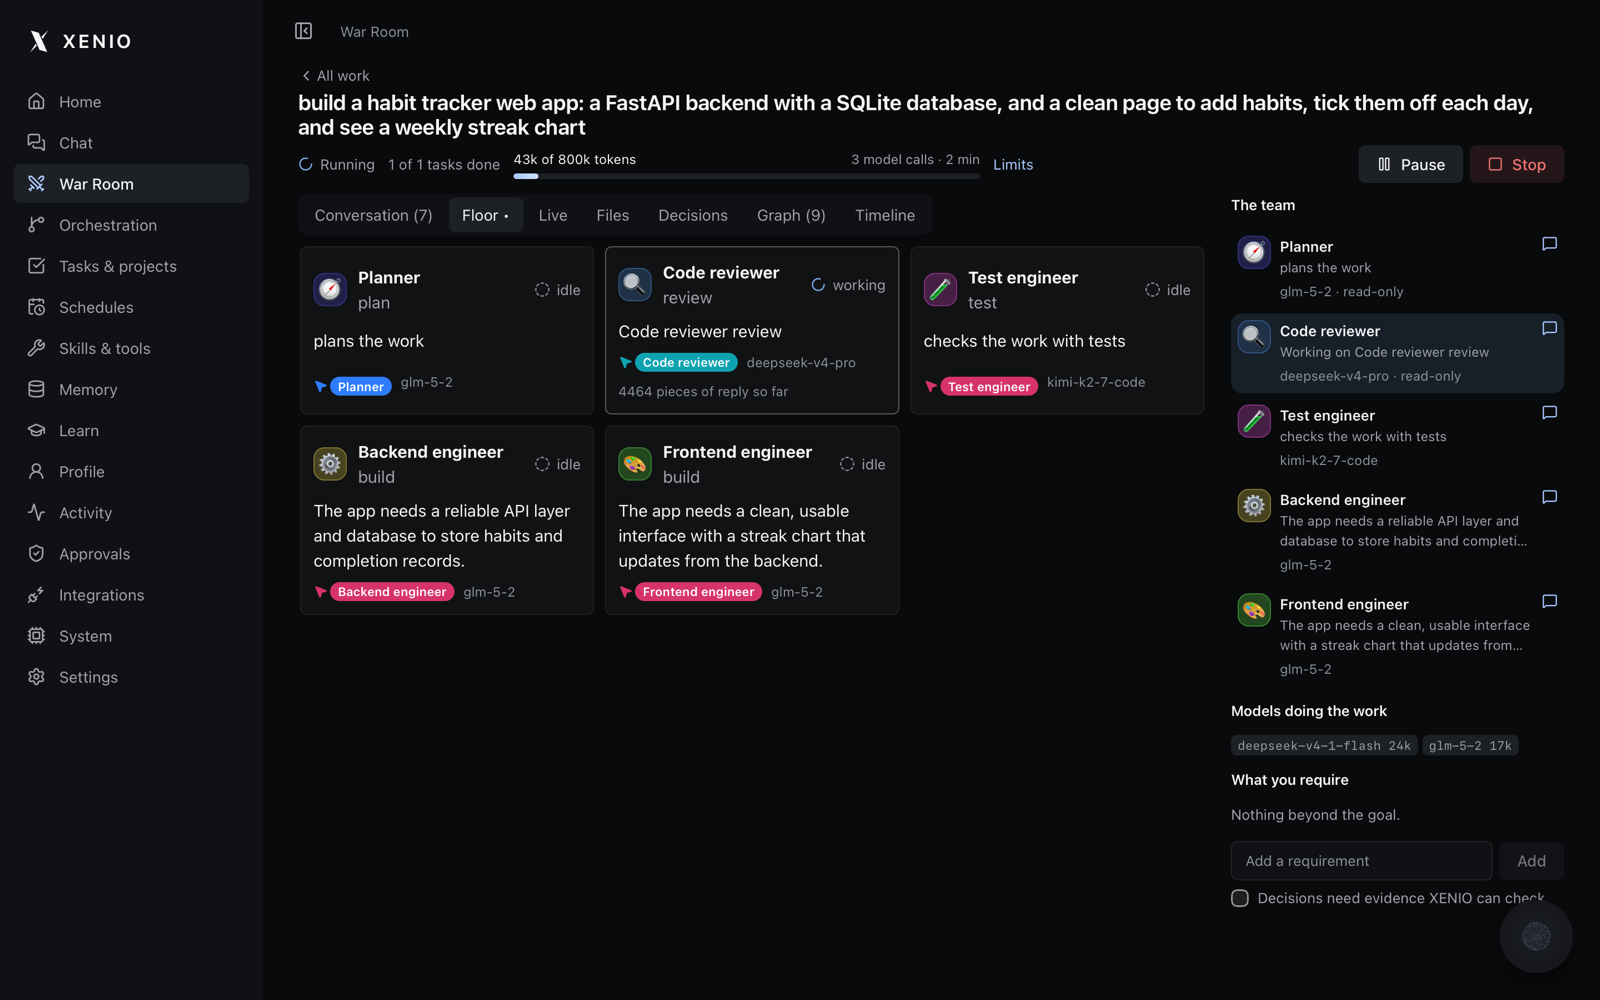 XENIO
Home
Chat
War Room
Orchestration
Tasks & projects
Schedules
Skills & tools
Memory
Learn
Profile
Activity
Approvals
Integrations
System
Settings
War Room
All work
build a habit tracker web app: a FastAPI backend with a SQLite database, and a clean page to add habits, tick them off each day,
and see a weekly streak chart
Running 1 of 1 tasks done 43k of 800k tokens 3 model calls · 2 min Limits
Pause Stop
Conversation (7) Floor • Live Files Decisions Graph (9) Timeline
Planner
plan
idle
plans the work
Planner glm-5-2
Code reviewer
review
working
Code reviewer review
Code reviewer deepseek-v4-pro
4464 pieces of reply so far
Test engineer
test
idle
checks the work with tests
Test engineer kimi-k2-7-code
Backend engineer
build
idle
The app needs a reliable API layer
and database to store habits and
completion records.
Backend engineer glm-5-2
Frontend engineer
build
idle
The app needs a clean, usable
interface with a streak chart that
updates from the backend.
Frontend engineer glm-5-2
The team
Planner
plans the work
glm-5-2 · read-only
Code reviewer
Working on Code reviewer review
deepseek-v4-pro · read-only
Test engineer
checks the work with tests
kimi-k2-7-code
Backend engineer
The app needs a reliable API layer and
database to store habits and completi...
glm-5-2
Frontend engineer
The app needs a clean, usable interface
with a streak chart that updates from...
glm-5-2
Models doing the work
deepseek-v4-1-flash 24k glm-5-2 17k
What you require
Nothing beyond the goal.
Add a requirement Add
Decisions need evidence XENIO can check